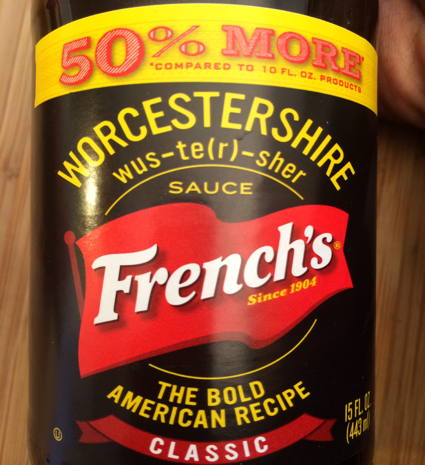 50% MORE*
*COMPARED TO 10 FL. OZ. PRODUCTS
WORCESTERSHIRE
wus-te(r)-sher
SAUCE
French's®
Since 1904
THE BOLD
AMERICAN RECIPE
CLASSIC
15 FL. OZ.
(443 ml)
U